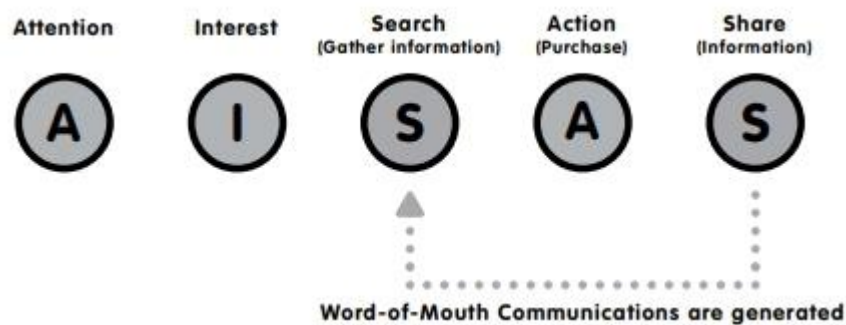 Attention
Interest
Search
(Gather information)
Action
(Purchase)
Share
(Information)
A
I
S
A
S
Word-of-Mouth Communications are generated